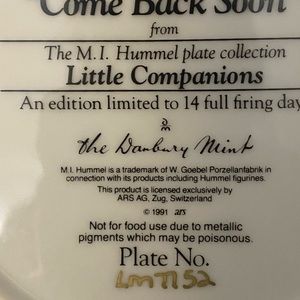 Come Back Soon
from
The M.I. Hummel plate collection
Little Companions
An edition limited to 14 full firing day
The Danbury Mint
M.I. Hummel is a trademark of W. Goebel Porzellanfabrik in
connection with its products including Hummel figurines.
This product is licensed exclusively by
ARS AG, Zug, Switzerland
© 1991
Not for food use due to metallic
pigments which may be poisonous.
Plate No.